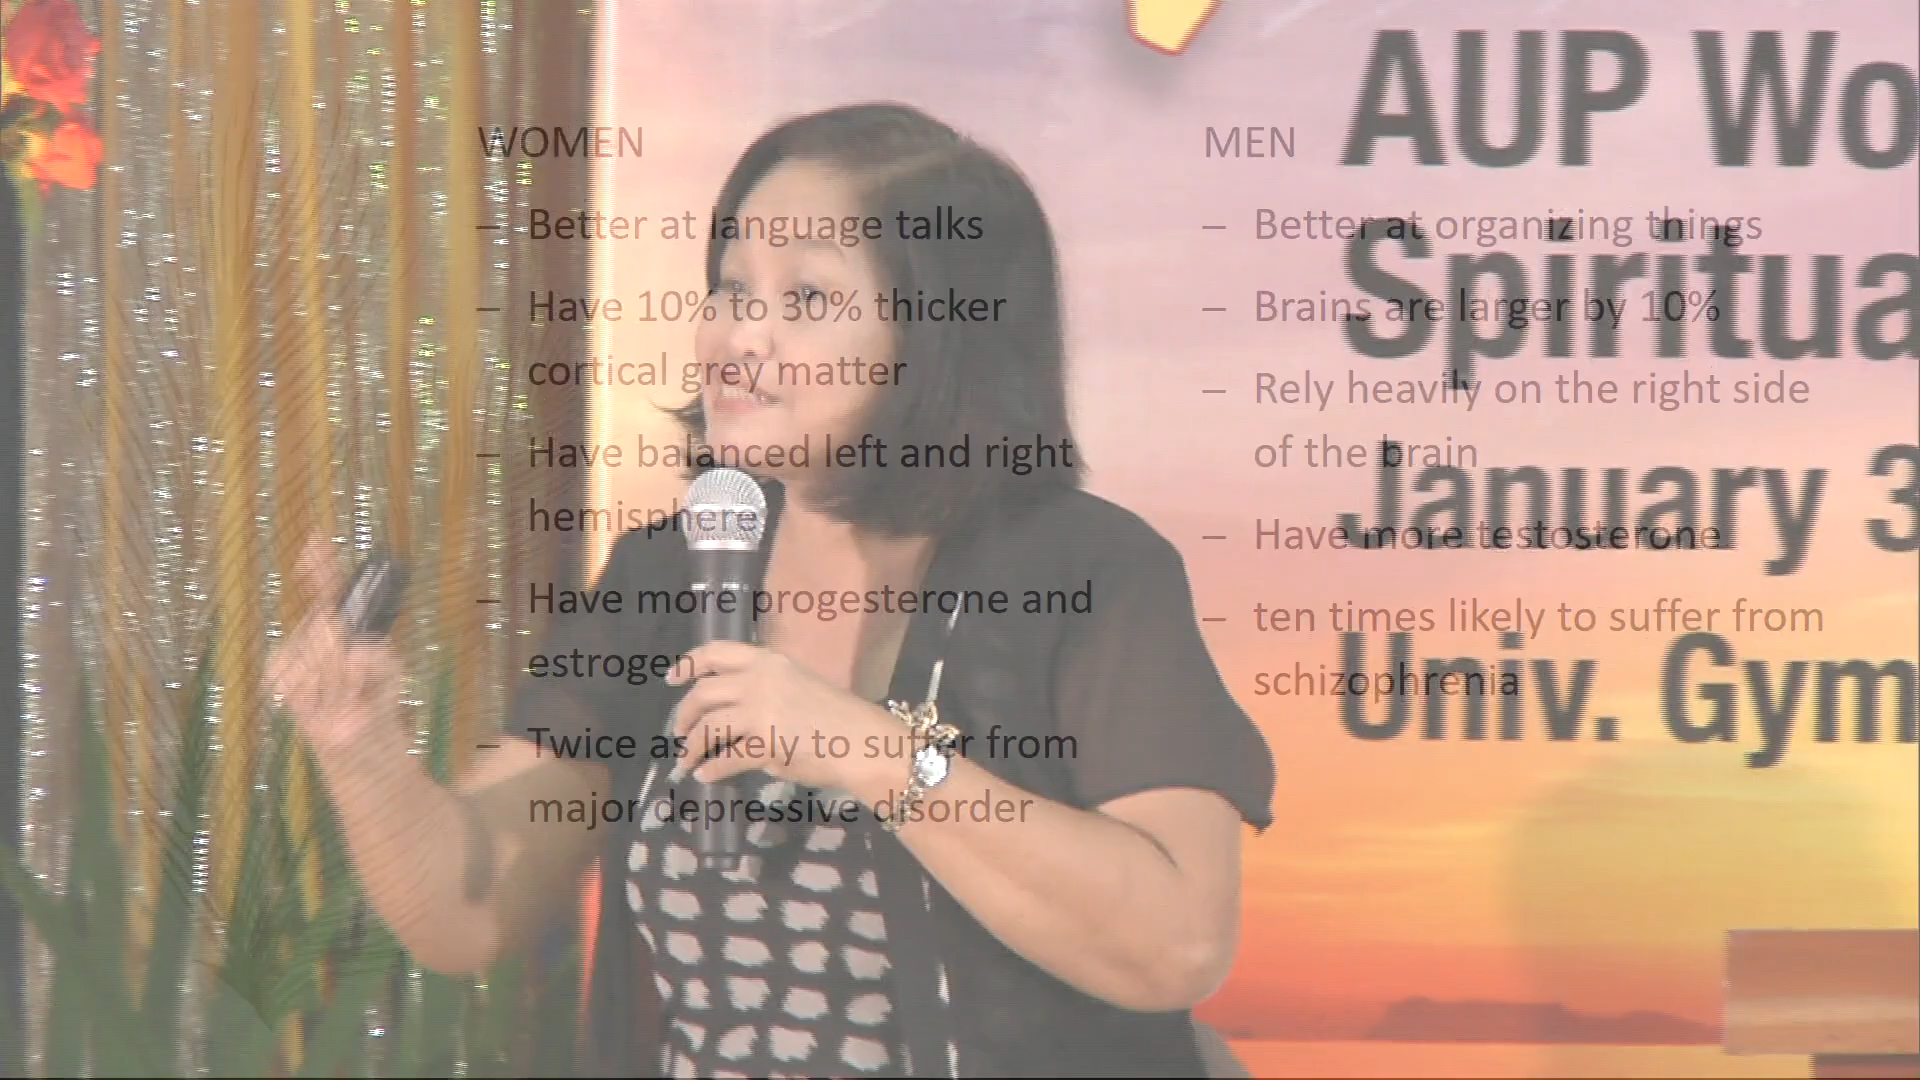 WOMEN
– Better at language talks
– Have 10% to 30% thicker
cortical grey matter
– Have balanced left and right
hemisphere
– Have more progesterone and
estrogen
– Twice as likely to suffer from
major depressive disorder
MEN
– Better at organizing things
– Brains are larger by 10%
– Rely heavily on the right side
of the brain
– Have more testosterone
– ten times likely to suffer from
schizophrenia
AUP Wo
Spiritua
January 3
Univ. Gym